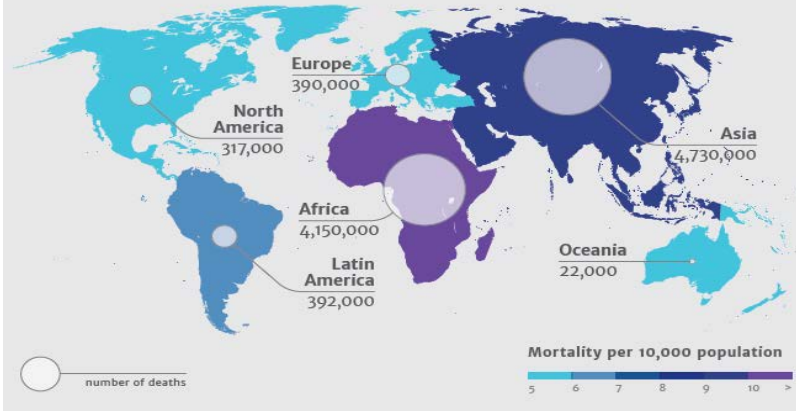 Europe
390,000
North
America
317,000
Asia
4,730,000
Africa
4,150,000
Latin
America
392,000
Oceania
22,000
number of deaths
Mortality per 10,000 population
5 6 7 8 9 10 >